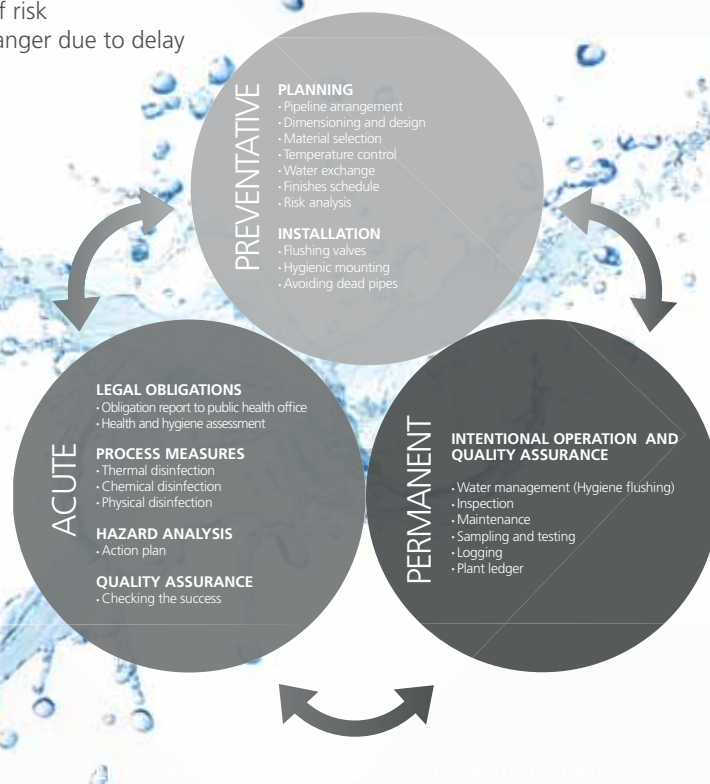 f risk
anger due to delay
PREVENTATIVE
PLANNING
· Pipeline arrangement
· Dimensioning and design
· Material selection
· Temperature control
· Water exchange
· Finishes schedule
· Risk analysis
INSTALLATION
· Flushing valves
· Hygienic mounting
· Avoiding dead pipes
ACUTE
LEGAL OBLIGATIONS
· Obligation report to public health office
· Health and hygiene assessment
PROCESS MEASURES
· Thermal disinfection
· Chemical disinfection
· Physical disinfection
HAZARD ANALYSIS
· Action plan
QUALITY ASSURANCE
· Checking the success
PERMANENT
INTENTIONAL OPERATION AND
QUALITY ASSURANCE
· Water management (Hygiene flushing)
· Inspection
· Maintenance
· Sampling and testing
· Logging
· Plant ledger